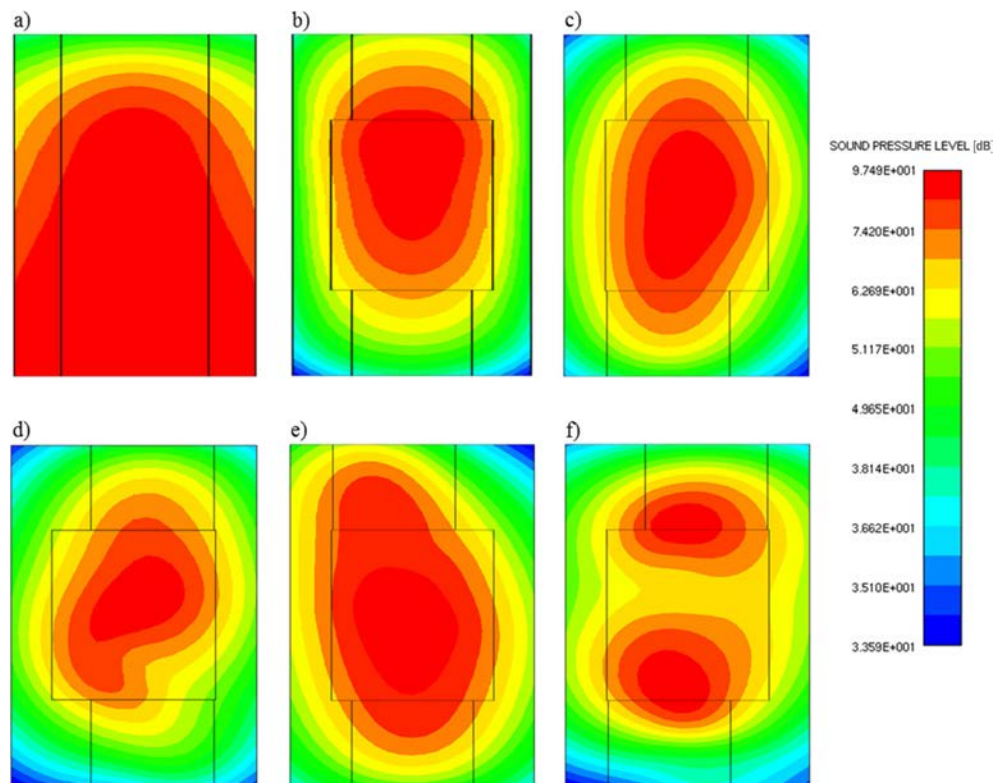 a)
b)
c)
SOUND PRESSURE LEVEL [dB]
9.749E+001
7.420E+001
6.269E+001
5.117E+001
4.965E+001
3.814E+001
3.662E+001
3.510E+001
3.359E+001
d)
e)
f)